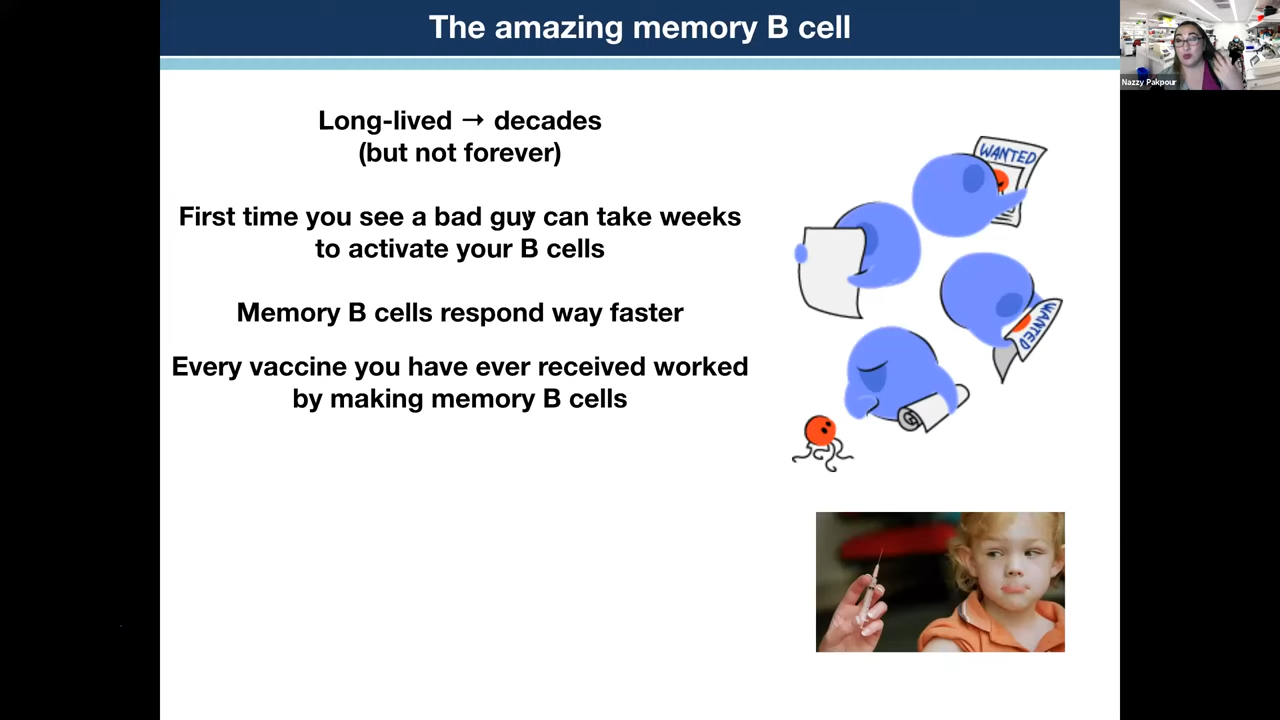 The amazing memory B cell
Nazzy Pakpour
Long-lived → decades
(but not forever)
First time you see a bad guy can take weeks
to activate your B cells
Memory B cells respond way faster
Every vaccine you have ever received worked
by making memory B cells
WANTED
WANTED